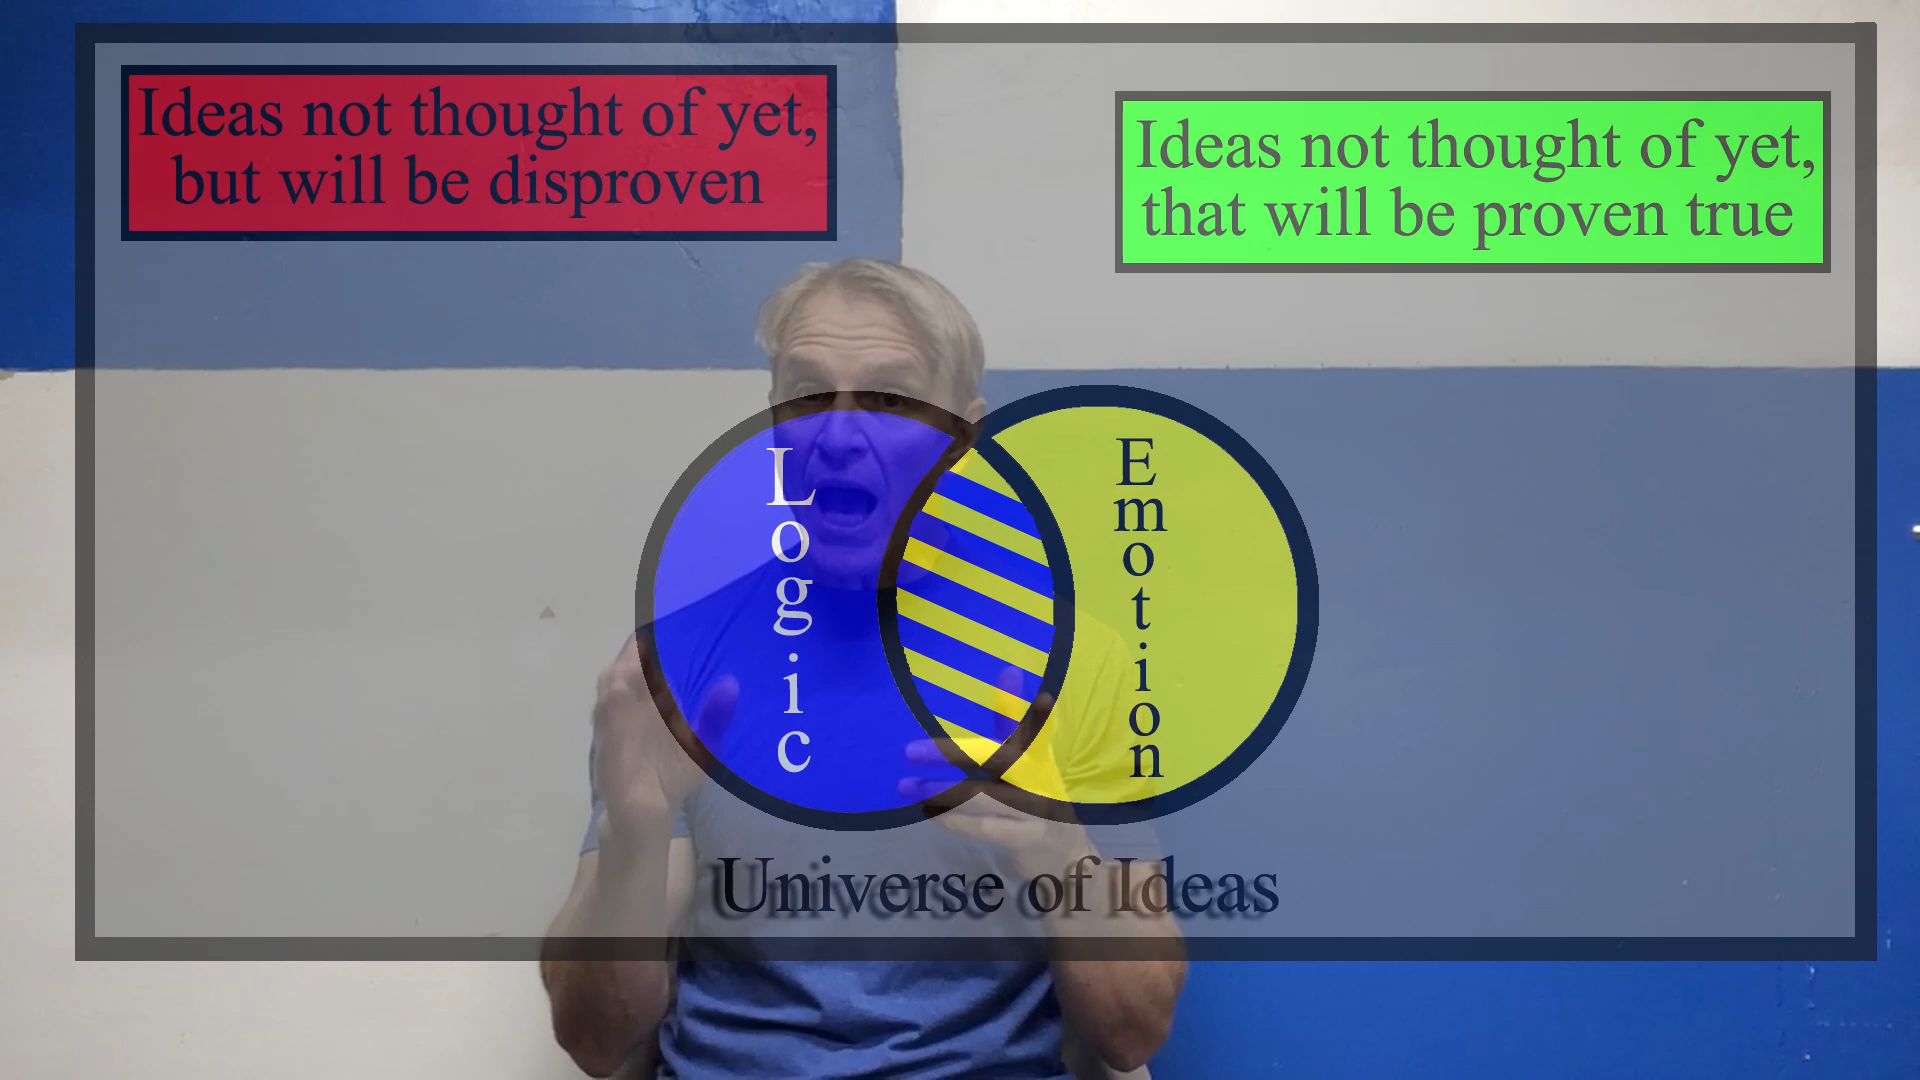 Ideas not thought of yet,
but will be disproven
Ideas not thought of yet,
that will be proven true
Logic
Emotion
Universe of Ideas